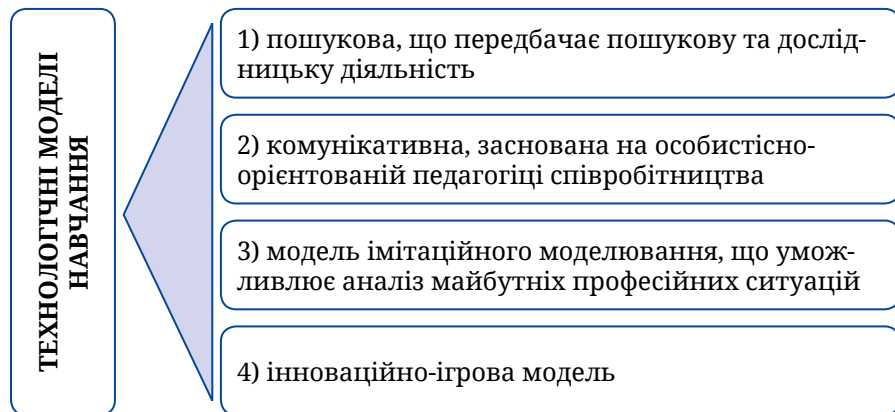 ТЕХНОЛОГІЧНІ МОДЕЛІ
НАВЧАННЯ
1) пошукова, що передбачає пошукову та дослід-
ницьку діяльність
2) комунікативна, заснована на особистісно-
орієнтованій педагогіці співробітництва
3) модель імітаційного моделювання, що умож-
ливлює аналіз майбутніх професійних ситуацій
4) інноваційно-ігрова модель